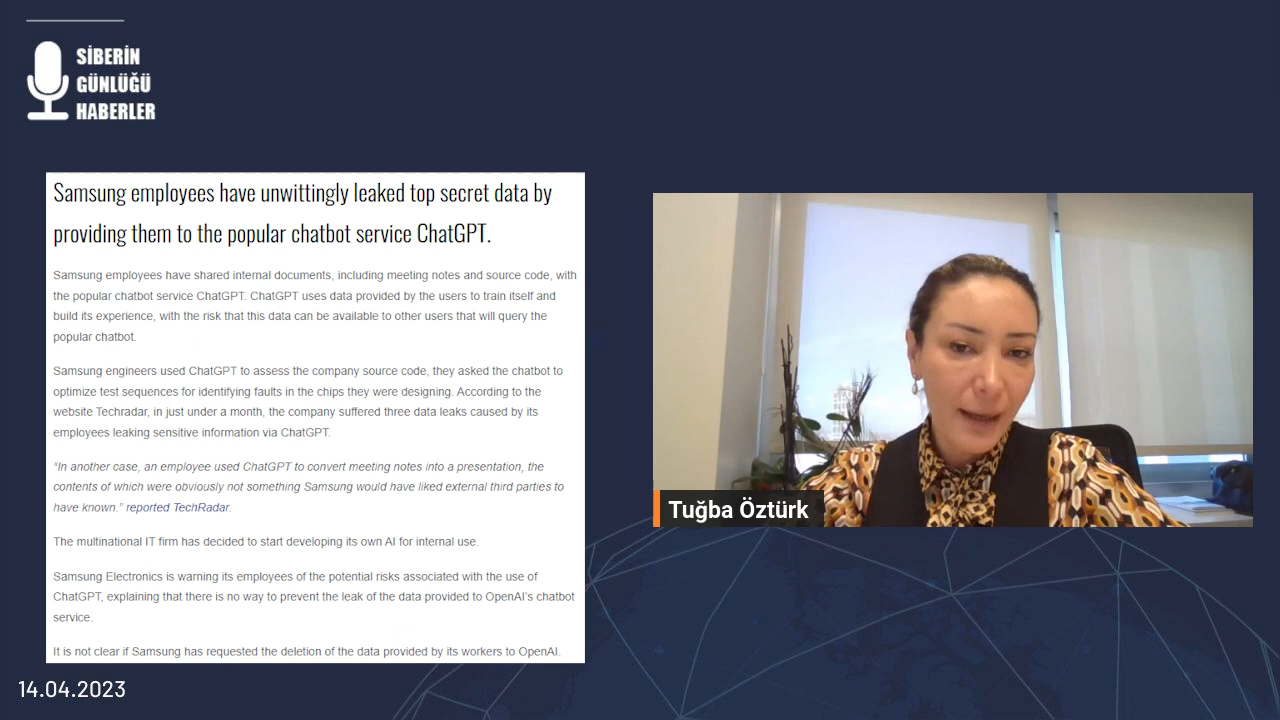 SİBERİN
GÜNLÜĞÜ
HABERLER
Samsung employees have unwittingly leaked top secret data by
providing them to the popular chatbot service ChatGPT.
Samsung employees have shared internal documents, including meeting notes and source code, with
the popular chatbot service ChatGPT. ChatGPT uses data provided by the users to train itself and
build its experience, with the risk that this data can be available to other users that will query the
popular chatbot.
Samsung engineers used ChatGPT to assess the company source code, they asked the chatbot to
optimize test sequences for identifying faults in the chips they were designing. According to the
website Techradar, in just under a month, the company suffered three data leaks caused by its
employees leaking sensitive information via ChatGPT.
“In another case, an employee used ChatGPT to convert meeting notes into a presentation, the
contents of which were obviously not something Samsung would have liked external third parties to
have known.” reported TechRadar.
The multinational IT firm has decided to start developing its own AI for internal use.
Samsung Electronics is warning its employees of the potential risks associated with the use of
ChatGPT, explaining that there is no way to prevent the leak of the data provided to OpenAI’s chatbot
service.
It is not clear if Samsung has requested the deletion of the data provided by its workers to OpenAI.
Tuğba Öztürk
14.04.2023